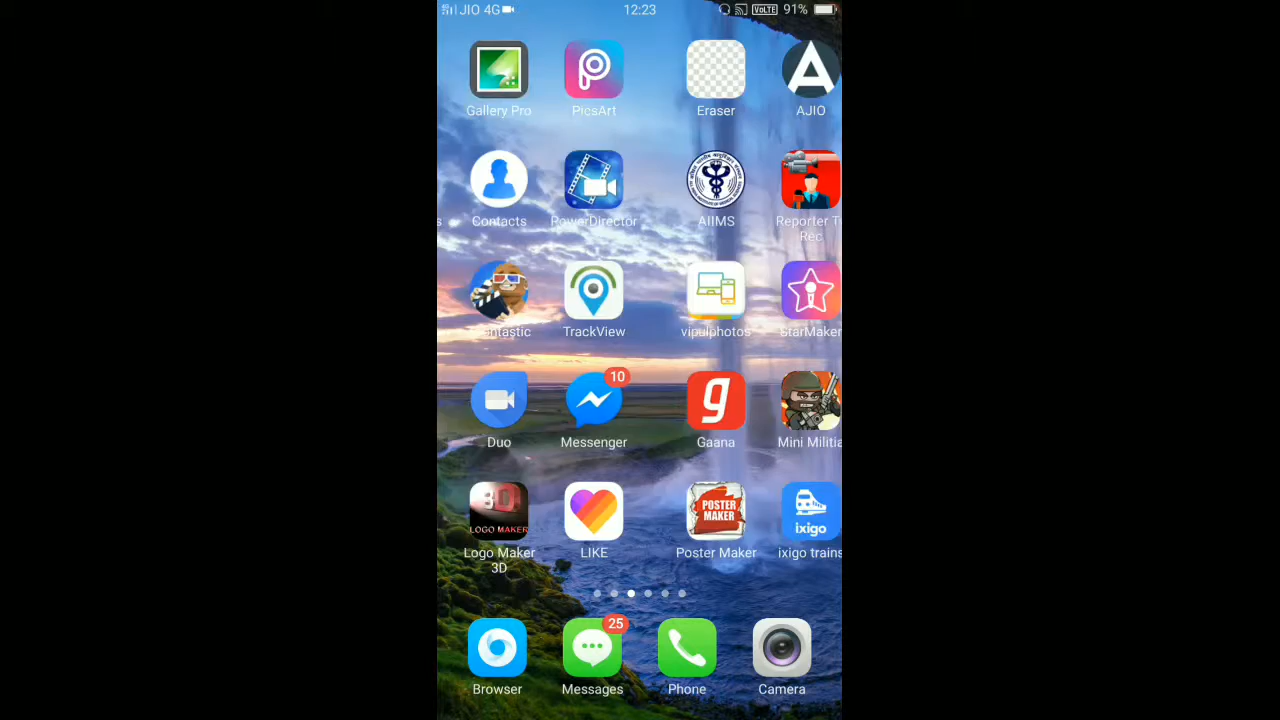 JIO 4G
12:23
VoLTE 91%
Gallery Pro
PicsArt
Eraser
AJIO
s
Contacts
PowerDirector
AIIMS
Reporter T
Rec
ntastic
TrackView
vipulphotos
StarMaker
10
g
Duo
Messenger
Gaana
Mini Militia
3D
LOGO MAKER
POSTER
MAKER
ixigo
Logo Maker
3D
LIKE
Poster Maker
ixigo trains
25
Browser
Messages
Phone
Camera